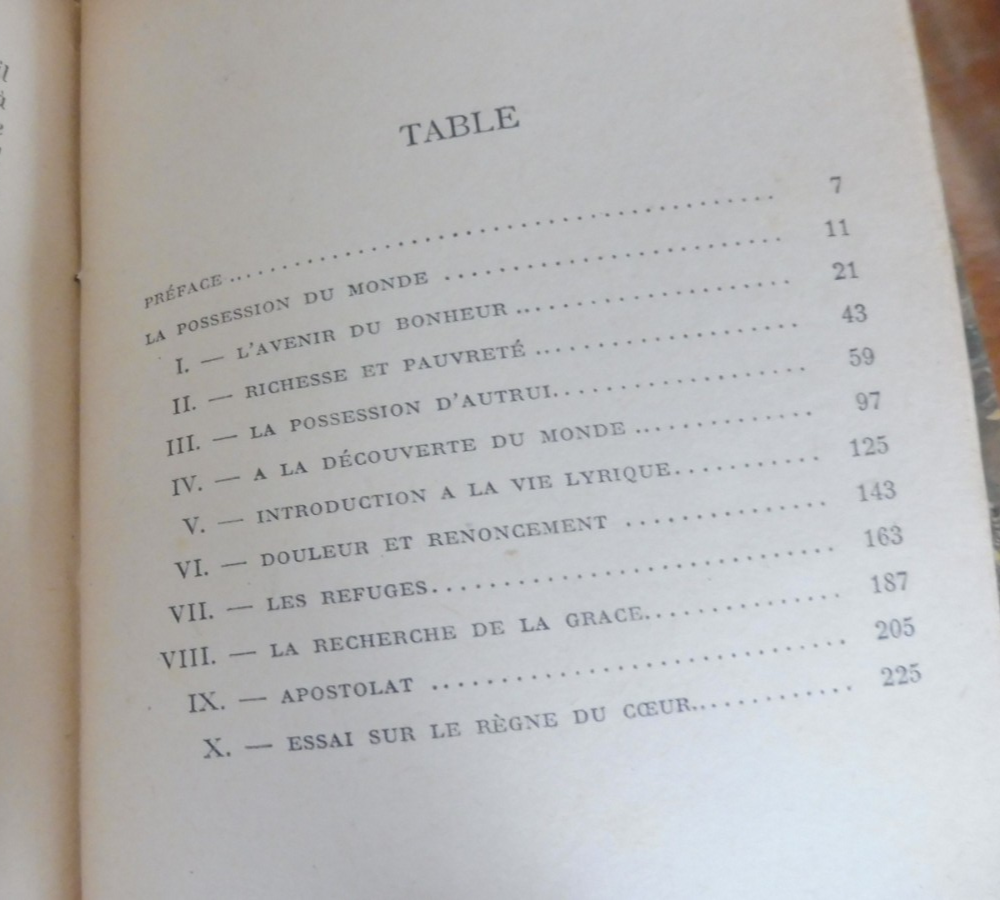 TABLE
PRÉFACE ........................................ 7
LA POSSESSION DU MONDE .............................. 11
I. — L'AVENIR DU BONHEUR ......................... 21
II. — RICHESSE ET PAUVRETÉ ........................ 43
III. — LA POSSESSION D'AUTRUI...................... 59
IV. — A LA DÉCOUVERTE DU MONDE ................ 97
V. — INTRODUCTION A LA VIE LYRIQUE............. 125
VI. — DOULEUR ET RENONCEMENT .................. 143
VII. — LES REFUGES................................... 163
VIII. — LA RECHERCHE DE LA GRACE.................. 187
IX. — APOSTOLAT .................................... 205
X. — ESSAI SUR LE RÈGNE DU CŒUR.............. 225